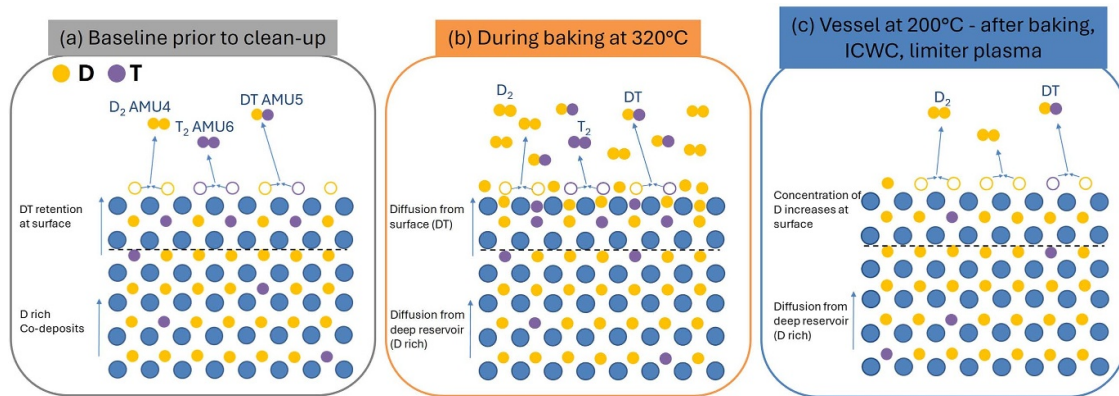 (a) Baseline prior to clean-up
D T
D₂ AMU4
T₂ AMU6
DT AMU5
DT retention
at surface
D rich
Co-deposits
(b) During baking at 320°C
D₂
T₂
DT
Diffusion from
surface (DT)
Diffusion from
deep reservoir
(D rich)
(c) Vessel at 200°C - after baking,
ICWC, limiter plasma
D₂
DT
Concentration of
D increases at
surface
Diffusion from
deep reservoir
(D rich)